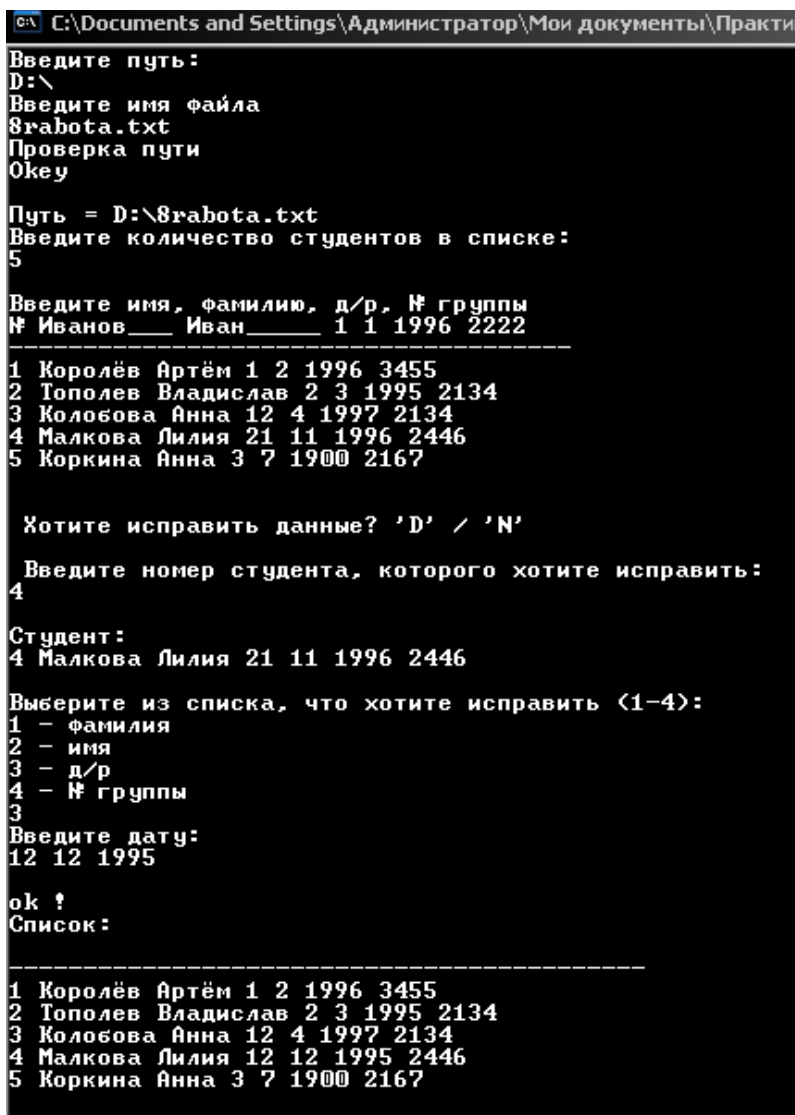 C:\Documents and Settings\Администратор\Мои документы\Практи
Введите путь:
D:\
Введите имя файла
8rabota.txt
Проверка пути
Okey
Путь = D:\8rabota.txt
Введите количество студентов в списке:
5
Введите имя, фамилию, д/р, № группы
№ Иванов___ Иван_____ 1 1 1996 2222
--------------------------------------
1 Королёв Артём 1 2 1996 3455
2 Тополев Владислав 2 3 1995 2134
3 Колобова Анна 12 4 1997 2134
4 Малкова Лилия 21 11 1996 2446
5 Коркина Анна 3 7 1900 2167
Хотите исправить данные? 'D' / 'N'
Введите номер студента, которого хотите исправить:
4
Студент:
4 Малкова Лилия 21 11 1996 2446
Выберите из списка, что хотите исправить (1-4):
1 - фамилия
2 - имя
3 - д/р
4 - № группы
3
Введите дату:
12 12 1995
ok !
Список:
-------------------------------------------
1 Королёв Артём 1 2 1996 3455
2 Тополев Владислав 2 3 1995 2134
3 Колобова Анна 12 4 1997 2134
4 Малкова Лилия 12 12 1995 2446
5 Коркина Анна 3 7 1900 2167